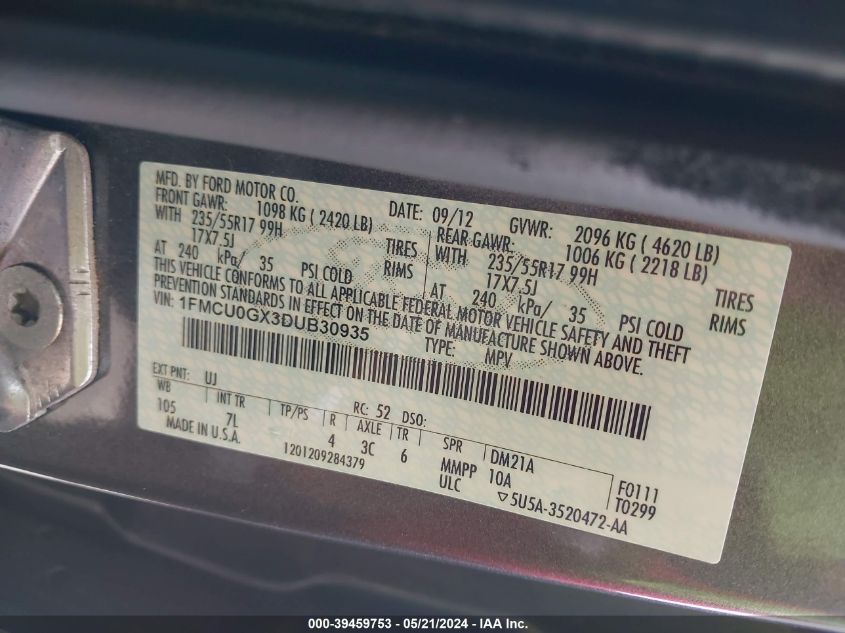 MFD. BY FORD MOTOR CO.
DATE: 09/12 GVWR: 2096 KG ( 4620 LB)
FRONT GAWR: 1098 KG ( 2420 LB) REAR GAWR: 1006 KG ( 2218 LB)
WITH 235/55R17 99H TIRES WITH 235/55R17 99H TIRES
17X7.5J RIMS 17X7.5J RIMS
AT 240 kPa/ 35 PSI COLD AT 240 kPa/ 35 PSI COLD
THIS VEHICLE CONFORMS TO ALL APPLICABLE FEDERAL MOTOR VEHICLE SAFETY AND THEFT
PREVENTION STANDARDS IN EFFECT ON THE DATE OF MANUFACTURE SHOWN ABOVE.
VIN: 1FMCU0GX3DUB30935 TYPE: MPV
EXT PNT: UJ RC: 52 DSO:
WB INT TR TP/PS R AXLE TR SPR DM21A F0111
105 7L 4 3C 6 MMPP 10A T0299
MADE IN U.S.A. 1201209284379 ULC ▽5U5A-3520472-AA
000-39459753 - 05/21/2024 - IAA Inc.